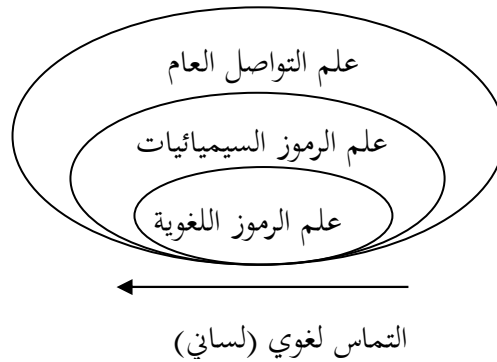 علم التواصل العام
علم الرموز السيميائيات
علم الرموز اللغوية
التماس لغوي (لساني)